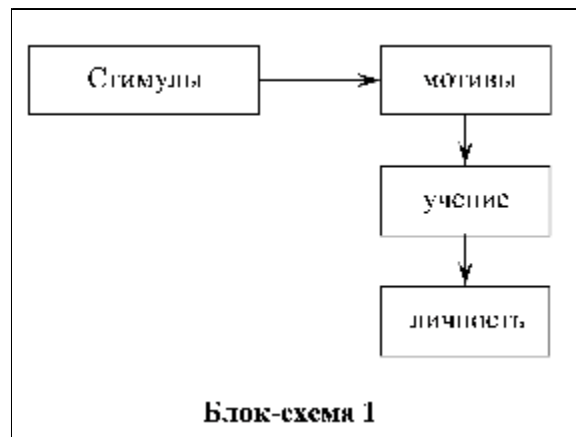 Стимулы
мотивы
учение
личность
Блок-схема 1